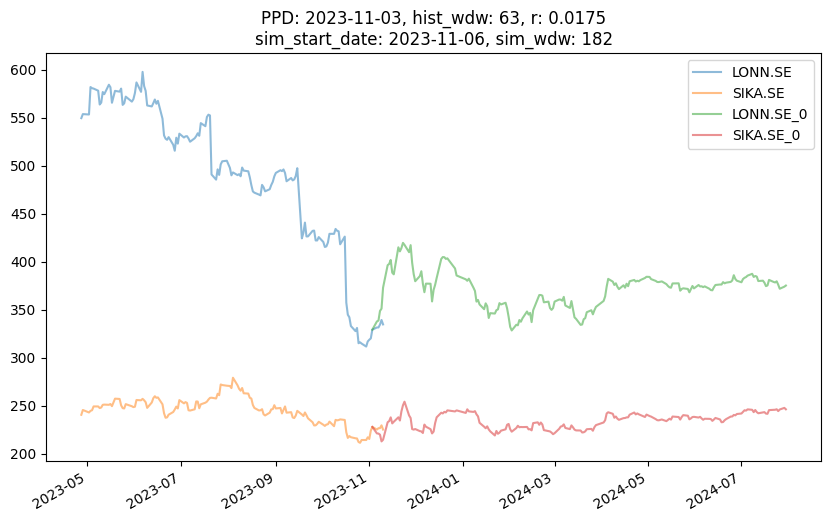 PPD: 2023-11-03, hist_wdw: 63, r: 0.0175
sim_start_date: 2023-11-06, sim_wdw: 182
LONN.SE
SIKA.SE
LONN.SE_0
SIKA.SE_0
600
550
500
450
400
350
300
250
200
2023-05
2023-07
2023-09
2023-11
2024-01
2024-03
2024-05
2024-07